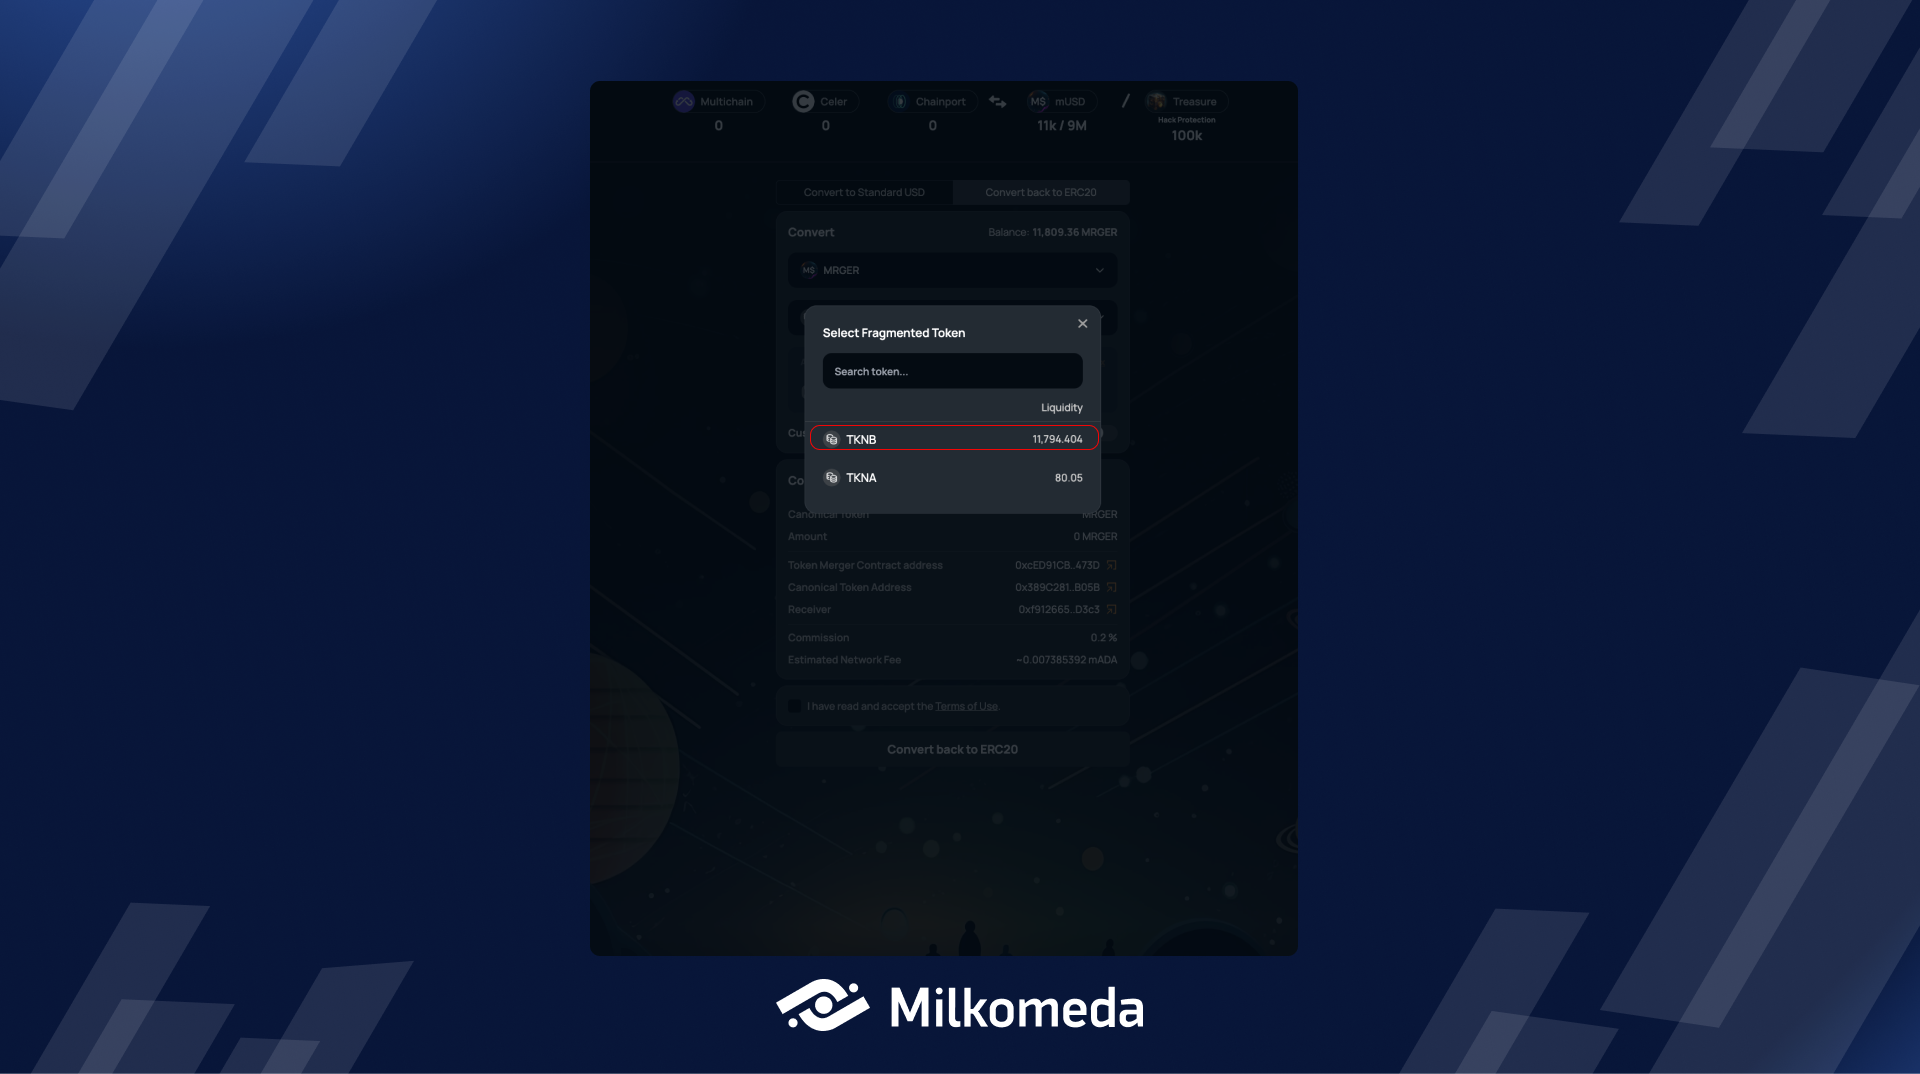 Multichain
0
Celer
0
Chainport
0
M$ mUSD
11k / 9M
/
Treasure
Hack Protection
100k
Convert to Standard USD
Convert back to ERC20
Convert
Balance: 11,809.36 MRGER
M$ MRGER
Select Fragmented Token
Search token...
Liquidity
TKNB 11,794.404
TKNA 80.05
Canonical Token MRGER
Amount 0 MRGER
Token Merger Contract address 0xcED91CB..473D
Canonical Token Address 0x389C281..B05B
Receiver 0xf912665..D3c3
Commission 0.2 %
Estimated Network Fee ~0.007385392 mADA
I have read and accept the Terms of Use.
Convert back to ERC20
Milkomeda